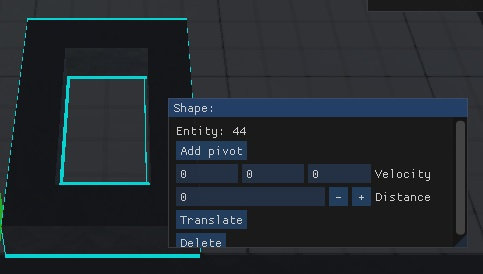 Shape:
Entity: 44
Add pivot
0 0 0 Velocity
0 - + Distance
Translate
Delete